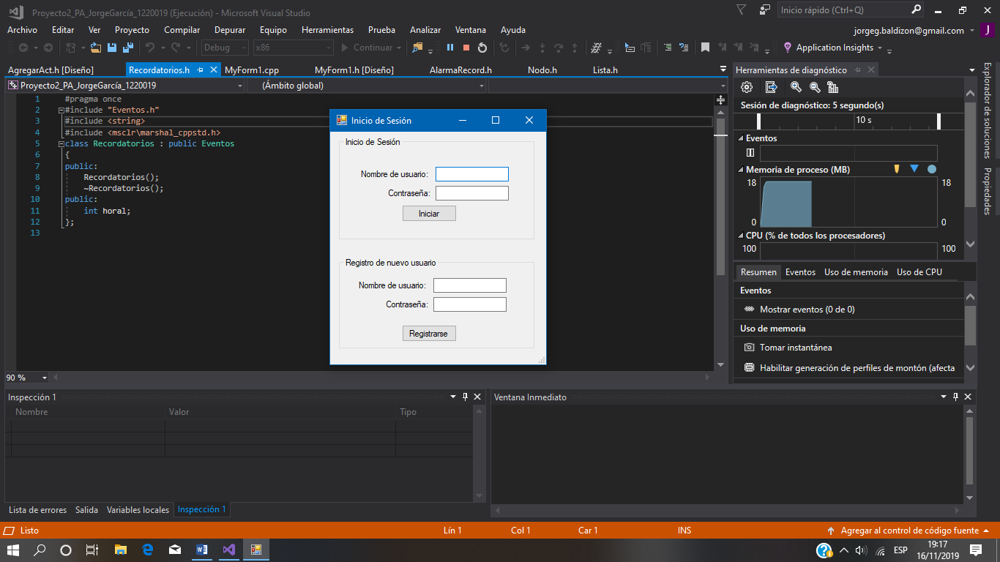 Proyecto2_PA_JorgeGarcía_1220019 (Ejecución) - Microsoft Visual Studio
Inicio rápido (Ctrl+Q)
Archivo Editar Ver Proyecto Compilar Depurar Equipo Herramientas Prueba Analizar Ventana Ayuda
jorgeg.baldizon@gmail.com J
Debug x86 Continuar Application Insights
AgregarAct.h [Diseño] Recordatorios.h MyForm1.cpp MyForm1.h [Diseño] AlarmaRecord.h Nodo.h Lista.h
Proyecto2_PA_JorgeGarcía_1220019 (Ámbito global)
1 #pragma once
2 #include "Eventos.h"
3 #include <string>
4 #include <msclr\marshal_cppstd.h>
5 class Recordatorios : public Eventos
6 {
7 public:
8 Recordatorios();
9 ~Recordatorios();
10 public:
11 int horal;
12 };
13
90 %
Inicio de Sesión
Inicio de Sesión
Nombre de usuario:
Contraseña:
Iniciar
Registro de nuevo usuario
Nombre de usuario:
Contraseña:
Registrarse
Herramientas de diagnóstico
Sesión de diagnóstico: 5 segundo(s)
10 s
Eventos
Memoria de proceso (MB)
18 18
0 0
CPU (% de todos los procesadores)
100 100
Resumen Eventos Uso de memoria Uso de CPU
Eventos
Mostrar eventos (0 de 0)
Uso de memoria
Tomar instantánea
Habilitar generación de perfiles de montón (afecta
Explorador de soluciones
Propiedades
Inspección 1
Nombre Valor Tipo
Ventana Inmediato
Lista de errores Salida Variables locales Inspección 1
Listo Lín 1 Col 1 Car 1 INS Agregar al control de código fuente
ESP
19:17
16/11/2019